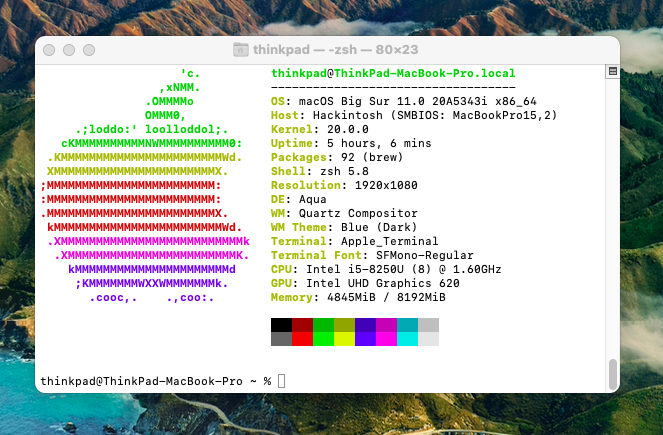 thinkpad — -zsh — 80×23
'c.
,xNMM.
.OMMMMo
OMMM0,
.;loddo:' loolloddol;.
cKMMMMMMMMMMNWMMMMMMMMMM0:
.KMMMMMMMMMMMMMMMMMMMMMMMWd.
XMMMMMMMMMMMMMMMMMMMMMMMX.
;MMMMMMMMMMMMMMMMMMMMMMMM:
:MMMMMMMMMMMMMMMMMMMMMMMM:
.MMMMMMMMMMMMMMMMMMMMMMMMX.
kMMMMMMMMMMMMMMMMMMMMMMMMWd.
.XMMMMMMMMMMMMMMMMMMMMMMMMMMk
.XMMMMMMMMMMMMMMMMMMMMMMMMK.
kMMMMMMMMMMMMMMMMMMMMMMd
;KMMMMMMMWXXWMMMMMMMk.
.cooc,.    .,coo:.
thinkpad@ThinkPad-MacBook-Pro.local
-----------------------------------
OS: macOS Big Sur 11.0 20A5343i x86_64
Host: Hackintosh (SMBIOS: MacBookPro15,2)
Kernel: 20.0.0
Uptime: 5 hours, 6 mins
Packages: 92 (brew)
Shell: zsh 5.8
Resolution: 1920x1080
DE: Aqua
WM: Quartz Compositor
WM Theme: Blue (Dark)
Terminal: Apple_Terminal
Terminal Font: SFMono-Regular
CPU: Intel i5-8250U (8) @ 1.60GHz
GPU: Intel UHD Graphics 620
Memory: 4845MiB / 8192MiB
thinkpad@ThinkPad-MacBook-Pro ~ %